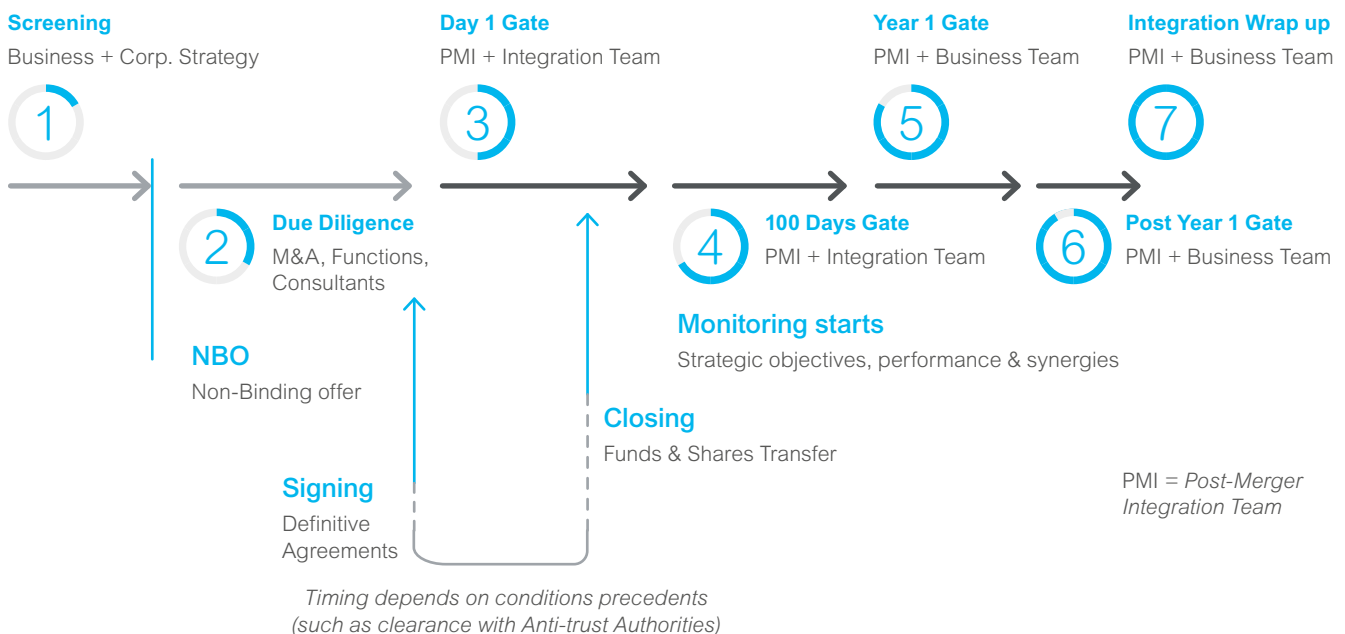 Screening
Business + Corp. Strategy
1
Day 1 Gate
PMI + Integration Team
3
Year 1 Gate
PMI + Business Team
5
Integration Wrap up
PMI + Business Team
7
2
Due Diligence
M&A, Functions,
Consultants
4
100 Days Gate
PMI + Integration Team
6
Post Year 1 Gate
PMI + Business Team
NBO
Non-Binding offer
Monitoring starts
Strategic objectives, performance & synergies
Closing
Funds & Shares Transfer
Signing
Definitive
Agreements
PMI = Post-Merger
Integration Team
Timing depends on conditions precedents
(such as clearance with Anti-trust Authorities)